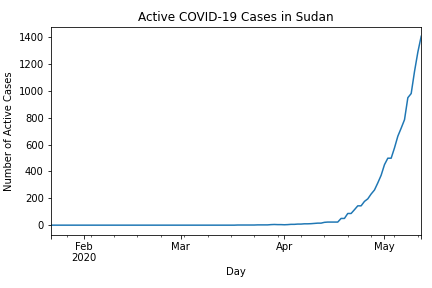 Active COVID-19 Cases in Sudan
Number of Active Cases
1400
1200
1000
800
600
400
200
0
Feb Mar Apr May
2020
Day